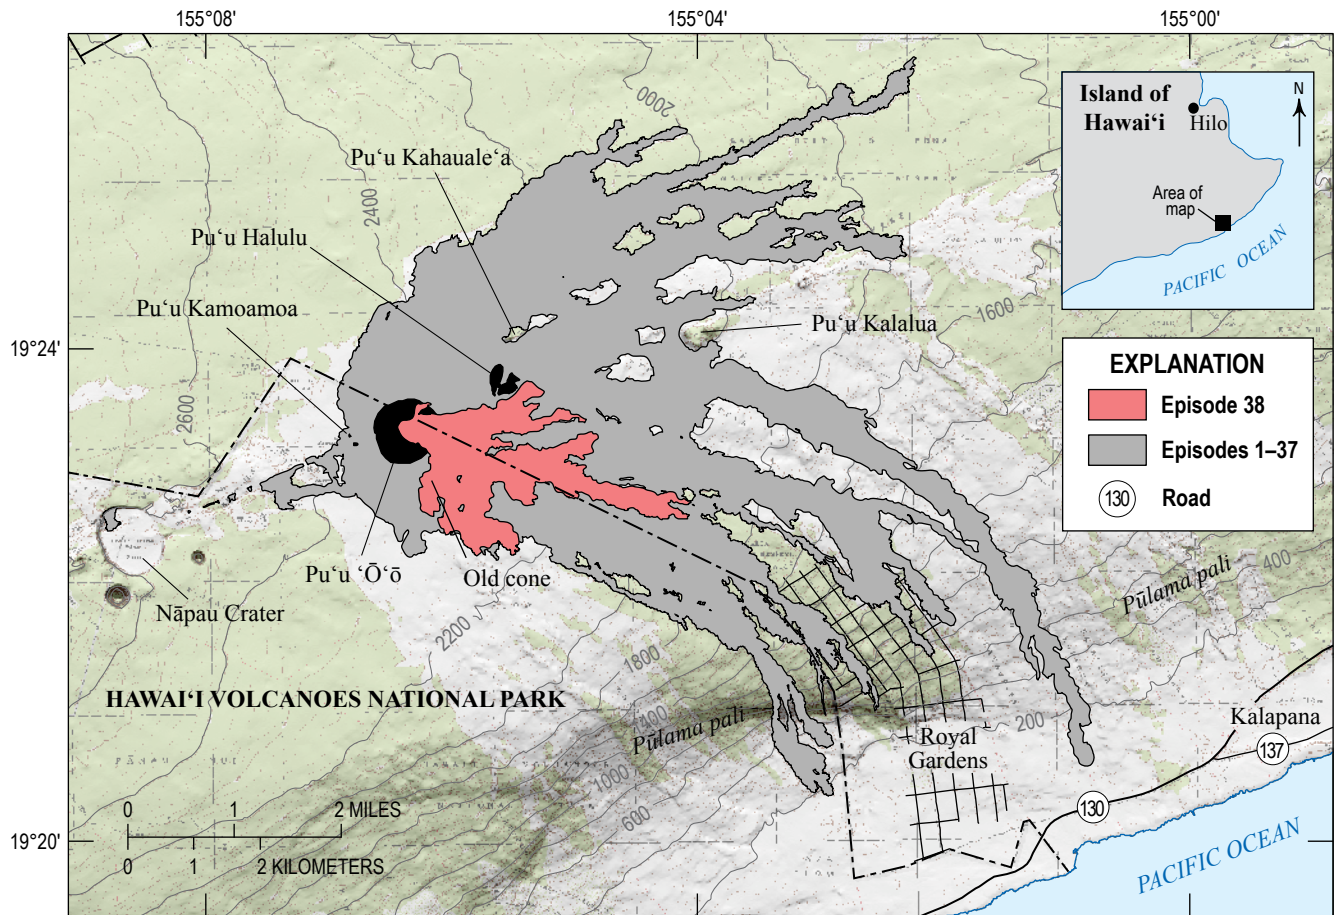 155°08'
155°04'
155°00'
2000
Island of
Hawai‘i
N
Hilo
Area of
map
PACIFIC OCEAN
Pu‘u Kahauale‘a
2400
Pu‘u Halulu
Pu‘u Kamoamoa
Pu‘u Kalalua
1600
19°24'
2600
EXPLANATION
Episode 38
Episodes 1–37
130 Road
Pu‘u ‘Ō‘ō
Old cone
Nāpau Crater
2200
1800
400
Pūlama pali
HAWAI‘I VOLCANOES NATIONAL PARK
1400
Pūlama pali
200
Kalapana
137
Royal
Gardens
1000
600
130
0 1 2 MILES
0 1 2 KILOMETERS
19°20'
PACIFIC OCEAN